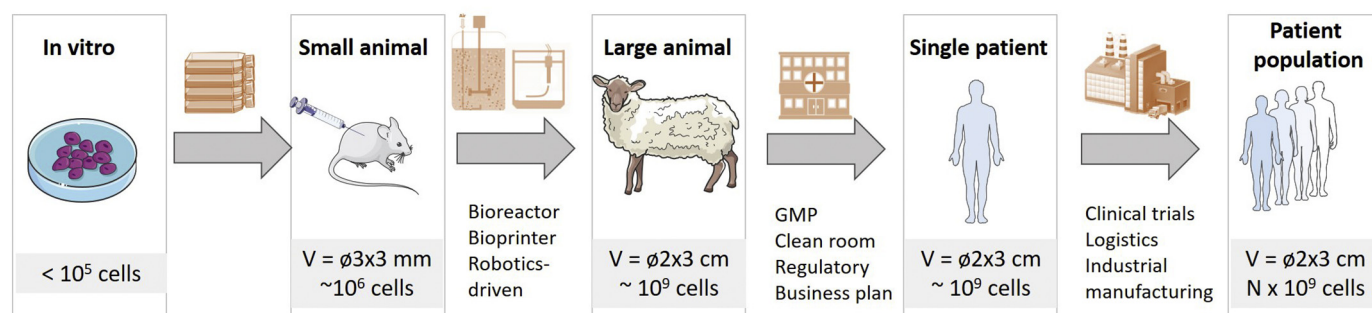 In vitro
< 10⁵ cells
Small animal
V = ø3x3 mm
~10⁶ cells
Bioreactor
Bioprinter
Robotics-
driven
Large animal
V = ø2x3 cm
~ 10⁹ cells
GMP
Clean room
Regulatory
Business plan
Single patient
V = ø2x3 cm
~ 10⁹ cells
Clinical trials
Logistics
Industrial
manufacturing
Patient
population
V = ø2x3 cm
N x 10⁹ cells